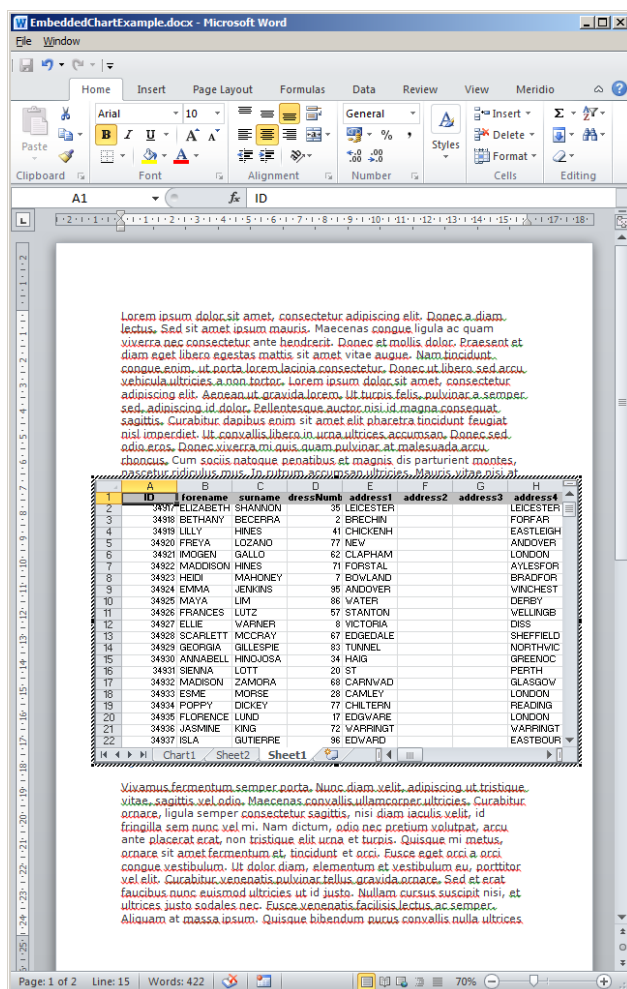 EmbeddedChartExample.docx - Microsoft Word
File Window
Home Insert Page Layout Formulas Data Review View Meridio
Paste
Arial 10
B I U A A
General
% ,
Styles
Insert
Delete
Format
Clipboard Font Alignment Number Cells Editing
A1 fx ID
Lorem ipsum dolor sit amet, consectetur adipiscing elit. Donec a diam
lectus. Sed sit amet ipsum mauris. Maecenas congue ligula ac quam
viverra nec consectetur ante hendrerit. Donec et mollis dolor. Praesent et
diam eget libero egestas mattis sit amet vitae augue. Nam tincidunt
congue enim, ut porta lorem lacinia consectetur. Donec ut libero sed arcu
vehicula ultricies a non tortor. Lorem ipsum dolor sit amet, consectetur
adipiscing elit. Aenean ut gravida lorem. Ut turpis felis, pulvinar a semper
sed, adipiscing id dolor. Pellentesque auctor nisi id magna consequat
sagittis. Curabitur dapibus enim sit amet elit pharetra tincidunt feugiat
nisl imperdiet. Ut convallis libero in urna ultrices accumsan. Donec sed
odio eros. Donec viverra mi quis quam pulvinar at malesuada arcu
rhoncus. Cum sociis natoque penatibus et magnis dis parturient montes,
nascetur ridiculus mus. In rutrum accumsan ultricies. Mauris vitae nisi at
A B C D E F G H
1 ID forename surname dressNumb address1 address2 address3 address4
2 34917 ELIZABETH SHANNON 35 LEICESTER LEICESTER
3 34918 BETHANY BECERRA 2 BRECHIN FORFAR
4 34919 LILLY HINES 41 CHICKENH EASTLEIGH
5 34920 FREYA LOZANO 77 NEW ANDOVER
6 34921 IMOGEN GALLO 62 CLAPHAM LONDON
7 34922 MADDISON HINES 71 FORSTAL AYLESFOR
8 34923 HEIDI MAHONEY 7 BOWLAND BRADFOR
9 34924 EMMA JENKINS 95 ANDOVER WINCHEST
10 34925 MAYA LIM 86 WATER DERBY
11 34926 FRANCES LUTZ 57 STANTON WELLINGB
12 34927 ELLIE WARNER 8 VICTORIA DISS
13 34928 SCARLETT MCCRAY 67 EDGEDALE SHEFFIELD
14 34929 GEORGIA GILLESPIE 83 TUNNEL NORTHWIC
15 34930 ANNABELL HINOJOSA 34 HAIG GREENOC
16 34931 SIENNA LOTT 20 ST PERTH
17 34932 MADISON ZAMORA 68 CARNWAD GLASGOW
18 34933 ESME MORSE 28 CAMLEY LONDON
19 34934 POPPY DICKEY 77 CHILTERN READING
20 34935 FLORENCE LUND 17 EDGWARE LONDON
21 34936 JASMINE KING 72 WARRINGT WARRINGT
22 34937 ISLA GUTIERRE 96 EDWARD EASTBOUR
Chart1 Sheet2 Sheet1
Vivamus fermentum semper porta. Nunc diam velit, adipiscing ut tristique
vitae, sagittis vel odio. Maecenas convallis ullamcorper ultricies. Curabitur
ornare, ligula semper consectetur sagittis, nisi diam iaculis velit, id
fringilla sem nunc vel mi. Nam dictum, odio nec pretium volutpat, arcu
ante placerat erat, non tristique elit urna et turpis. Quisque mi metus,
ornare sit amet fermentum et, tincidunt et orci. Fusce eget orci a orci
congue vestibulum. Ut dolor diam, elementum et vestibulum eu, porttitor
vel elit. Curabitur venenatis pulvinar tellus gravida ornare. Sed et erat
faucibus nunc euismod ultricies ut id justo. Nullam cursus suscipit nisi, et
ultrices justo sodales nec. Fusce venenatis facilisis lectus ac semper.
Aliquam at massa ipsum. Quisque bibendum purus convallis nulla ultrices
Page: 1 of 2 Line: 15 Words: 422 70%